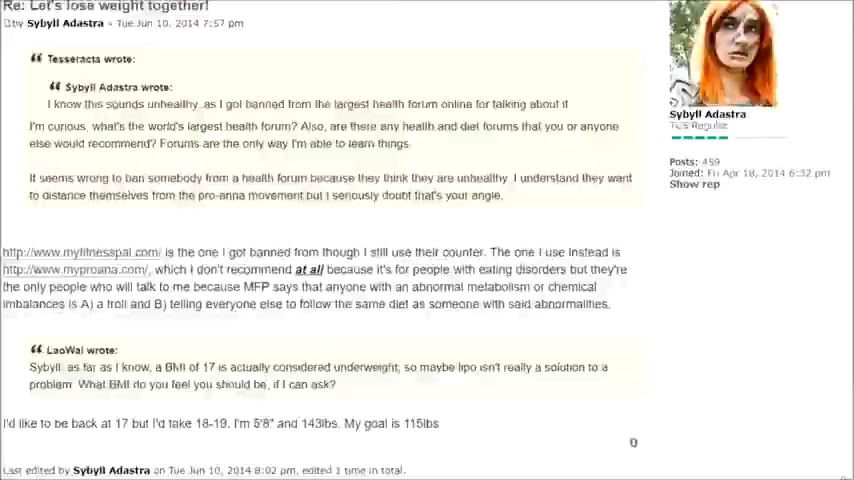 Re: Let's lose weight together!
by Sybyll Adastra » Tue Jun 10, 2014 7:57 pm
Tesseracts wrote:
Sybyll Adastra wrote:
I know this sounds unhealthy, as I got banned from the largest health forum online for talking about it
I'm curious, what's the world's largest health forum? Also, are there any health and diet forums that you or anyone
else would recommend? Forums are the only way I'm able to learn things.
It seems wrong to ban somebody from a health forum because they think they are unhealthy. I understand they want
to distance themselves from the pro-anna movement but I seriously doubt that's your angle.
http://www.myfitnesspal.com/ is the one I got banned from though I still use their counter. The one I use instead is
http://www.myproana.com/, which I don't recommend at all because it's for people with eating disorders but they're
the only people who will talk to me because MFP says that anyone with an abnormal metabolism or chemical
imbalances is A) a troll and B) telling everyone else to follow the same diet as someone with said abnormalities.
LaoWai wrote:
Sybyll, as far as I know, a BMI of 17 is actually considered underweight, so maybe lipo isn't really a solution to a
problem. What BMI do you feel you should be, if I can ask?
I'd like to be back at 17 but I'd take 18-19. I'm 5'8" and 143lbs. My goal is 115lbs
0
Last edited by Sybyll Adastra on Tue Jun 10, 2014 8:02 pm, edited 1 time in total.
Sybyll Adastra
TCS Regular
Posts: 459
Joined: Fri Apr 18, 2014 6:32 pm
Show rep